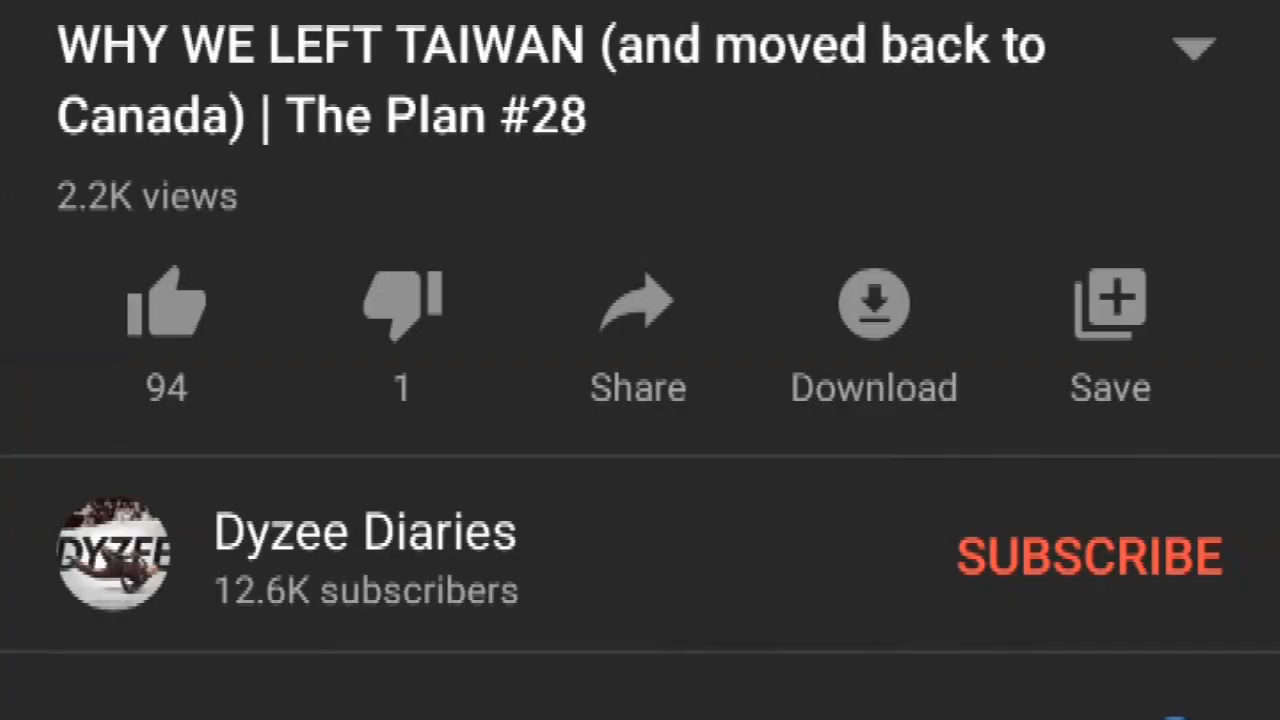 WHY WE LEFT TAIWAN (and moved back to
Canada) | The Plan #28
2.2K views
94
1
Share
Download
Save
DYZEE
Dyzee Diaries
12.6K subscribers
SUBSCRIBE